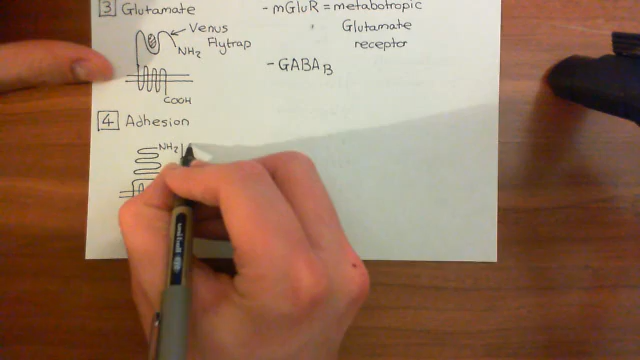 3 Glutamate
Venus
Flytrap
NH2
COOH
- mGluR = metabotropic
Glutamate
receptor
- GABAB
4 Adhesion
NH2